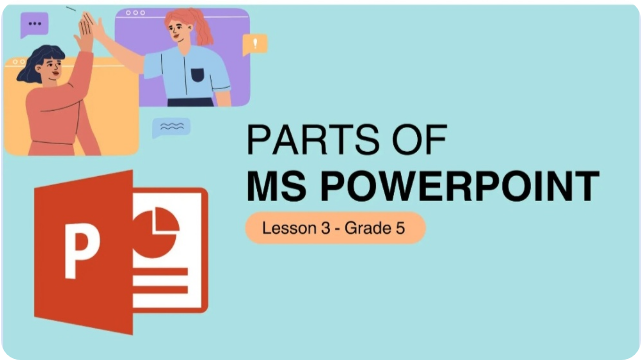 PARTS OF
MS POWERPOINT
Lesson 3 - Grade 5
P